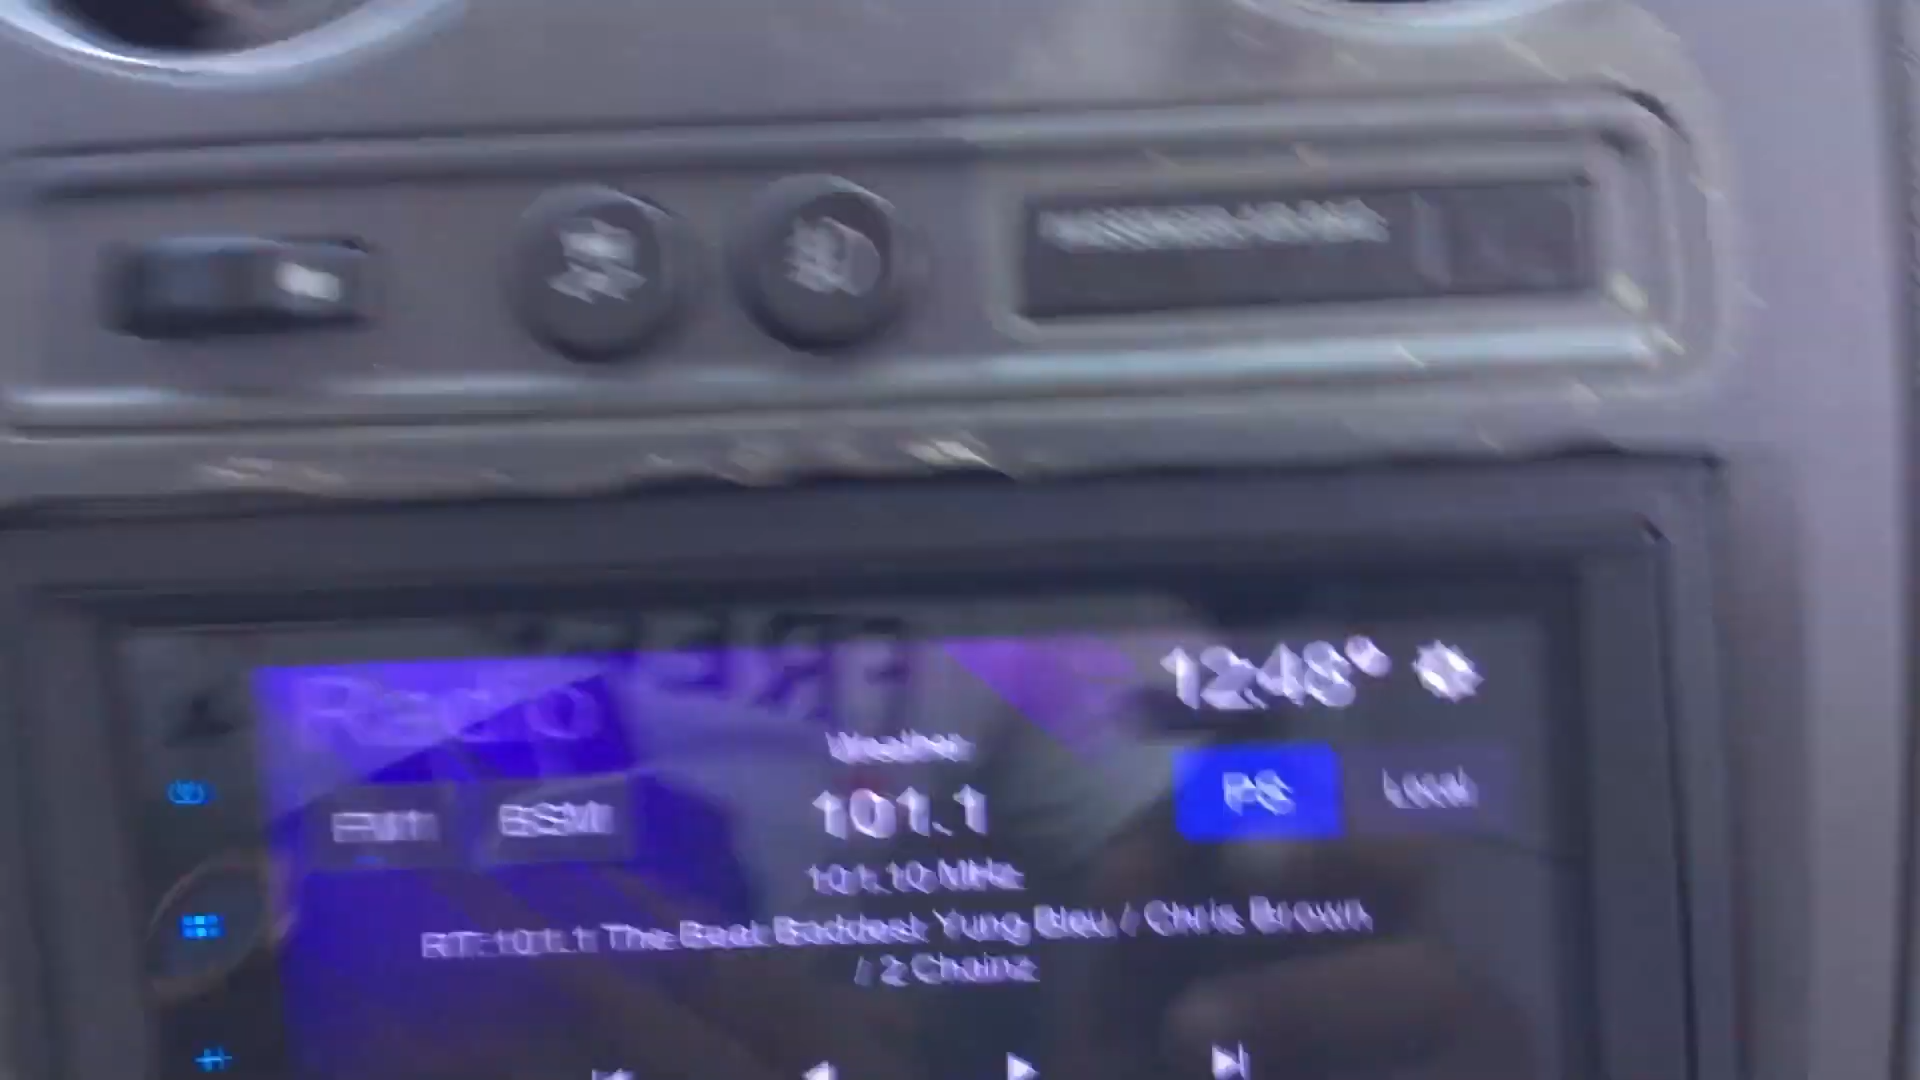 Radio
12:48
Weather
FM1
BSM
101.1
PS
Local
101.10 MHz
RT:101.1 The Beat: Baddest Yung Bleu / Chris Brown
/ 2 Chainz